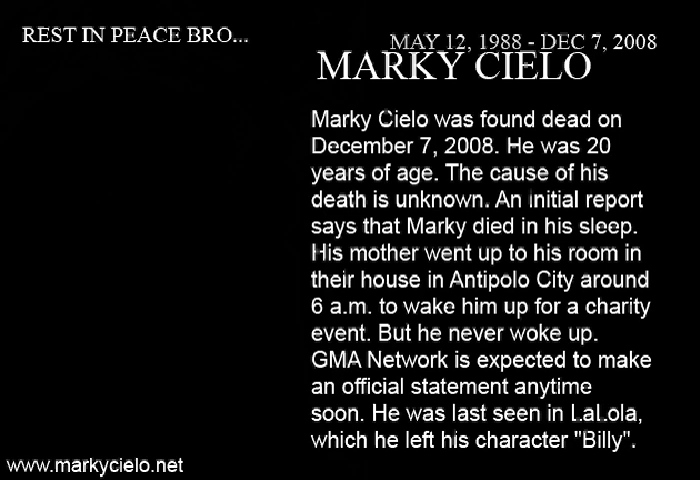 REST IN PEACE BRO...
MAY 12, 1988 - DEC 7, 2008
MARKY CIELO
Marky Cielo was found dead on
December 7, 2008. He was 20
years of age. The cause of his
death is unknown. An initial report
says that Marky died in his sleep.
His mother went up to his room in
their house in Antipolo City around
6 a.m. to wake him up for a charity
event. But he never woke up.
GMA Network is expected to make
an official statement anytime
soon. He was last seen in LaLola,
which he left his character "Billy".
www.markycielo.net